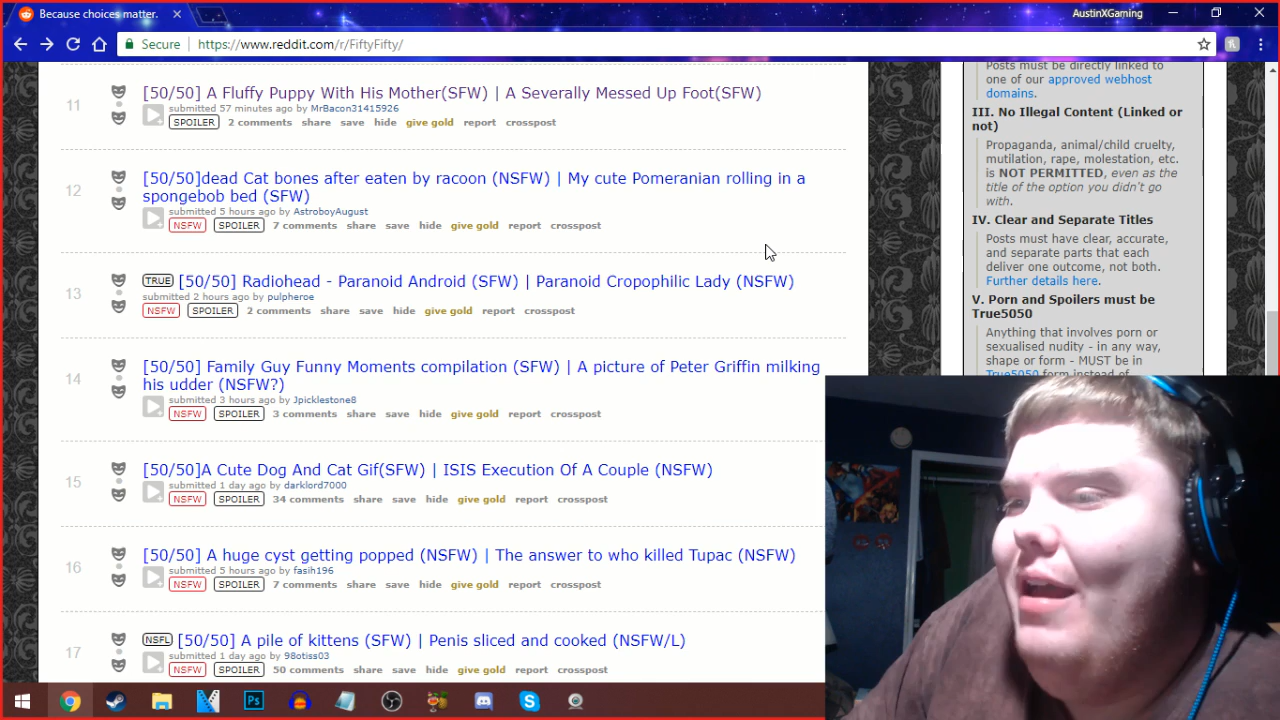 Because choices matter.
AustinXGaming
Secure
https://www.reddit.com/r/FiftyFifty/
11
[50/50] A Fluffy Puppy With His Mother(SFW) | A Severally Messed Up Foot(SFW)
submitted 57 minutes ago by MrBacon31415926
SPOILER 2 comments share save hide give gold report crosspost
12
[50/50]dead Cat bones after eaten by racoon (NSFW) | My cute Pomeranian rolling in a
spongebob bed (SFW)
submitted 5 hours ago by AstroboyAugust
NSFW SPOILER 7 comments share save hide give gold report crosspost
13
TRUE [50/50] Radiohead - Paranoid Android (SFW) | Paranoid Cropophilic Lady (NSFW)
submitted 2 hours ago by pulpheroe
NSFW SPOILER 2 comments share save hide give gold report crosspost
14
[50/50] Family Guy Funny Moments compilation (SFW) | A picture of Peter Griffin milking
his udder (NSFW?)
submitted 3 hours ago by Jpicklestone8
NSFW SPOILER 3 comments share save hide give gold report crosspost
15
[50/50]A Cute Dog And Cat Gif(SFW) | ISIS Execution Of A Couple (NSFW)
submitted 1 day ago by darklord7000
NSFW SPOILER 34 comments share save hide give gold report crosspost
16
[50/50] A huge cyst getting popped (NSFW) | The answer to who killed Tupac (NSFW)
submitted 5 hours ago by fasih196
NSFW SPOILER 7 comments share save hide give gold report crosspost
17
NSFL [50/50] A pile of kittens (SFW) | Penis sliced and cooked (NSFW/L)
submitted 1 day ago by 98otiss03
NSFW SPOILER 50 comments share save hide give gold report crosspost
Posts must be directly linked to
one of our approved webhost
domains.
III. No Illegal Content (Linked or
not)
Propaganda, animal/child cruelty,
mutilation, rape, molestation, etc.
is NOT PERMITTED, even as the
title of the option you didn't go
with.
IV. Clear and Separate Titles
Posts must have clear, accurate,
and separate parts that each
deliver one outcome, not both.
Further details here.
V. Porn and Spoilers must be
True5050
Anything that involves porn or
sexualised nudity - in any way,
shape or form - MUST be in
True5050 form instead of
Ps